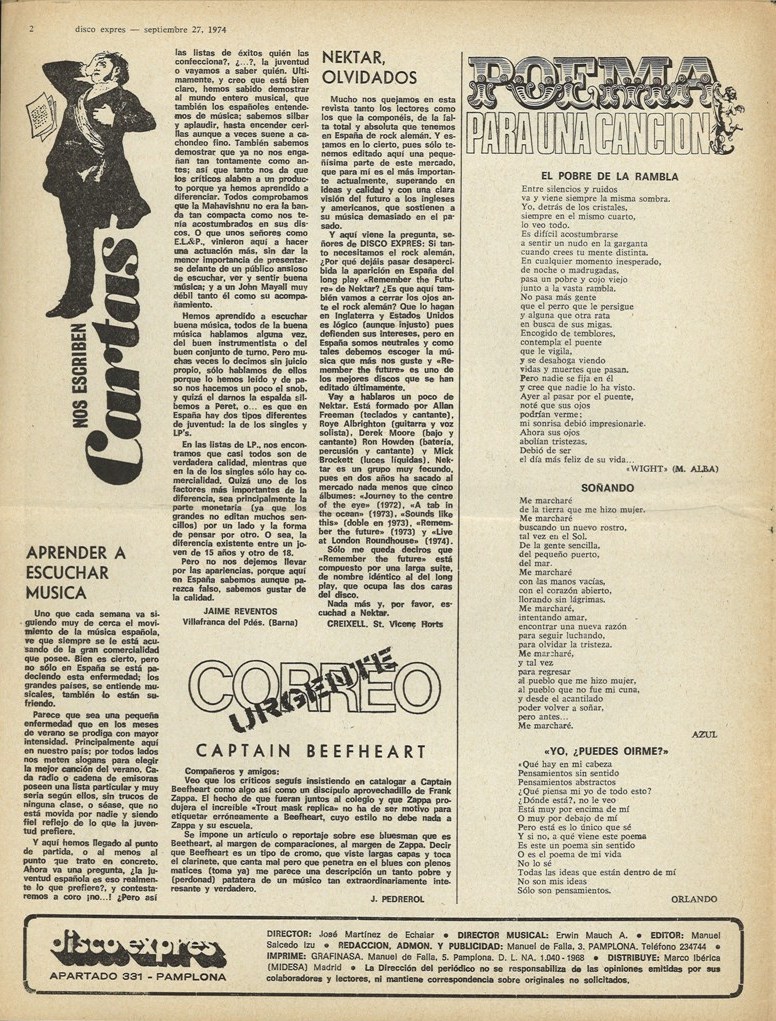 2
disco expres — septiembre 27, 1974
NOS ESCRIBEN
Cartas
APRENDER A
ESCUCHAR
MUSICA
Uno que cada semana va si-
guiendo muy de cerca el movi-
miento de la música española,
ve que siempre se le está acu-
sando de la gran comercialidad
que posee. Bien es cierto, pero
no sólo en España se está pa-
deciendo esta enfermedad; los
grandes países, se entiende mu-
sicales, también lo están su-
friendo.
Parece que sea una pequeña
enfermedad que en los meses
de verano se prodiga con mayor
intensidad. Principalmente aquí
en nuestro país; por todos lados
nos meten slogans para elegir
la mejor canción del verano. Ca-
da radio o cadena de emisoras
poseen una lista particular y muy
seria según ellos, sin trucos de
ninguna clase, o séase, que no
está movida por nadie y siendo
fiel reflejo de lo que la juven-
tud prefiere.
Y aquí hemos llegado al punto
de partida, o al menos al
punto que trato en concreto.
Ahora va una pregunta, ¿la ju-
ventud española es eso realmen-
te lo que prefiere?, y contesta-
remos a coro ¡no...! ¿Pero así
las listas de éxitos quién las
confecciona?, ¿...?, la juventud
o vayamos a saber quién. Ulti-
mamente, y creo que está bien
claro, hemos sabido demostrar
al mundo entero musical, que
también los españoles entende-
mos de música; sabemos silbar
y aplaudir, hasta encender ceri-
llas aunque a veces suene a ca-
chondeo fino. También sabemos
demostrar que ya no nos enga-
ñan tan tontamente como an-
tes; así que tanto nos da que
los críticos alaben a un produc-
to porque ya hemos aprendido a
diferenciar. Todos comprobamos
que la Mahavishnu no era la ban-
da tan compacta como nos te-
nía acostumbrados en sus dis-
cos. O que unos señores como
E.L.&P., vinieron aquí a hacer
una actuación más, sin dar la
menor importancia de presentar-
se delante de un público ansioso
de escuchar, ver y sentir buena
música; y a un John Mayall muy
débil tanto él como su acompa-
ñamiento.
Hemos aprendido a escuchar
buena música, todos de la buena
música hablamos alguna vez,
del buen instrumentista o del
buen conjunto de turno. Pero mu-
chas veces lo decimos sin juicio
propio, sólo hablamos de ellos
porque lo hemos leído y de pa-
so nos hacemos un poco el snob,
y quizá el darnos la espalda sil-
bemos a Peret, o... es que en
España hay dos tipos diferentes
de juventud: la de los singles y
LP's.
En las listas de LP., nos encon-
tramos que casi todos son de
verdadera calidad, mientras que
en la de los singles sólo hay co-
mercialidad. Quizá uno de los
factores más importantes de la
diferencia, sea principalmente la
parte monetaria (ya que los
grandes no editan muchos sen-
cillos) por un lado y la forma
de pensar por otro. O sea, la
diferencia existente entre un jo-
ven de 15 años y otro de 18.
Pero no nos dejemos llevar
por las apariencias, porque aquí
en España sabemos aunque pa-
rezca falso, sabemos gustar de
la calidad.
JAIME REVENTOS
Villafranca del Pdés. (Barna)
NEKTAR,
OLVIDADOS
Mucho nos quejamos en esta
revista tanto los lectores como
los que la componéis, de la fal-
ta total y absoluta que tenemos
en España de rock alemán. Y es-
tamos en lo cierto, pues sólo te-
nemos editado aquí una peque-
ñísima parte de este mercado,
que para mí es el más importan-
te actualmente, superando en
ideas y calidad y con una clara
visión del futuro a los ingleses
y americanos, que sostienen a
su música demasiado en el pa-
sado.
Y aquí viene la pregunta, se-
ñores de DISCO EXPRES: Si tan-
to necesitamos el rock alemán,
¿Por qué dejáis pasar desaperci-
bida la aparición en España del
long play «Remember the Futu-
re» de Nektar? ¿Es que aquí tam-
bién vamos a cerrar los ojos an-
te el rock alemán? Que lo hagan
en Inglaterra y Estados Unidos
es lógico (aunque injusto) pues
defienden sus intereses, pero en
España somos neutrales y como
tales debemos escoger la mú-
sica que más nos guste y «Re-
member the future» es uno de
los mejores discos que se han
editado últimamente.
Vay a hablaros un poco de
Nektar. Está formado por Allan
Freeman (teclados y cantante),
Roye Albrighton (guitarra y voz
solista), Derek Moore (bajo y
cantante) Ron Howden (batería,
percusión y cantante) y Mick
Brockett (luces líquidas). Nek-
tar es un grupo muy fecundo,
pues en dos años ha sacado al
mercado nada menos que cinco
álbumes: «Journey to the centre
of the eye» (1972), «A tab in
the ocean» (1973), «Sounds like
this» (doble en 1973), «Remem-
ber the future» (1973) y «Live
at London Roundhouse» (1974).
Sólo me queda deciros que
«Remember the future» está
compuesto por una larga suite,
de nombre idéntico al del long
play, que ocupa las dos caras
del disco.
Nada más y, por favor, es-
cuchad a Nektar.
CREIXELL. St. Vicenç Horts
CORREO
URGENTE
CAPTAIN BEEFHEART
Compañeros y amigos:
Veo que los críticos seguís insistiendo en catalogar a Captain
Beefheart como algo así como un discípulo aprovechadillo de Frank
Zappa. El hecho de que fueran juntos al colegio y que Zappa pro-
dujera el increíble «Trout mask replica» no ha de ser motivo para
etiquetar erróneamente a Beefheart, cuyo estilo no debe nada a
Zappa y su escuela.
Se impone un artículo o reportaje sobre ese bluesman que es
Beetheart, al margen de comparaciones, al margen de Zappa. Decir
que Beefheart es un tipo de cromo, que viste largas capas y toca
el clarinete, que canta mal pero que penetra en el blues con plenos
matices (toma ya) me parece una descripción un tanto pobre y
(perdonad) patatera de un músico tan extraordinariamente inte-
resante y verdadero.
J. PEDREROL
POEMA
PARA UNA CANCION
EL POBRE DE LA RAMBLA
Entre silencios y ruidos
va y viene siempre la misma sombra.
Yo, detrás de los cristales,
siempre en el mismo cuarto,
lo veo todo.
Es difícil acostumbrarse
a sentir un nudo en la garganta
cuando crees tu mente distinta.
En cualquier momento inesperado,
de noche o madrugadas,
pasa un pobre y cojo viejo
junto a la vasta rambla.
No pasa más gente
que el perro que le persigue
y alguna que otra rata
en busca de sus migas.
Encogido de temblores,
contempla el puente
que le vigila,
y se desahoga viendo
vidas y muertes que pasan.
Pero nadie se fija en él
y cree que nadie lo ha visto.
Ayer al pasar por el puente,
noté que sus ojos
podrían verme;
mi sonrisa debió impresionarle.
Ahora sus ojos
abolían tristezas.
Debió de ser
el día más feliz de su vida...
«WIGHT» (M. ALBA)
SOÑANDO
Me marcharé
de la tierra que me hizo mujer.
Me marcharé
buscando un nuevo rostro,
tal vez en el Sol.
De la gente sencilla,
del pequeño puerto,
del mar.
Me marcharé
con las manos vacías,
con el corazón abierto,
llorando sin lágrimas.
Me marcharé,
intentando amar,
encontrar una nueva razón
para seguir luchando,
para olvidar la tristeza.
Me marcharé,
y tal vez
para regresar
al pueblo que me hizo mujer,
al pueblo que no fue mi cuna,
y desde el acantilado
poder volver a soñar,
pero antes...
Me marcharé.
AZUL
«YO, ¿PUEDES OIRME?»
«Qué hay en mi cabeza
Pensamientos sin sentido
Pensamientos abstractos
¿Qué piensa mi yo de todo esto?
¿Dónde está?, no le veo
Está muy por encima de mí
O muy por debajo de mí
Pero está es lo único que sé
Y si no, a qué viene este poema
Es este un poema sin sentido
O es el poema de mi vida
No lo sé
Todas las ideas que están dentro de mí
No son mis ideas
Sólo son pensamientos.
ORLANDO
disco expres
APARTADO 331 - PAMPLONA
DIRECTOR: José Martínez de Echalar • DIRECTOR MUSICAL: Erwin Mauch A. • EDITOR: Manuel
Salcedo Izu • REDACCION, ADMON. Y PUBLICIDAD: Manuel de Falla, 3. PAMPLONA. Teléfono 234744 •
IMPRIME: GRAFINASA. Manuel de Falla, 5. Pamplona. D. L. NA. 1.040 - 1968 • DISTRIBUYE: Marco Ibérica
(MIDESA) Madrid • La Dirección del periódico no se responsabiliza de las opiniones emitidas por sus
colaboradores y lectores, ni mantiene correspondencia sobre originales no solicitados.